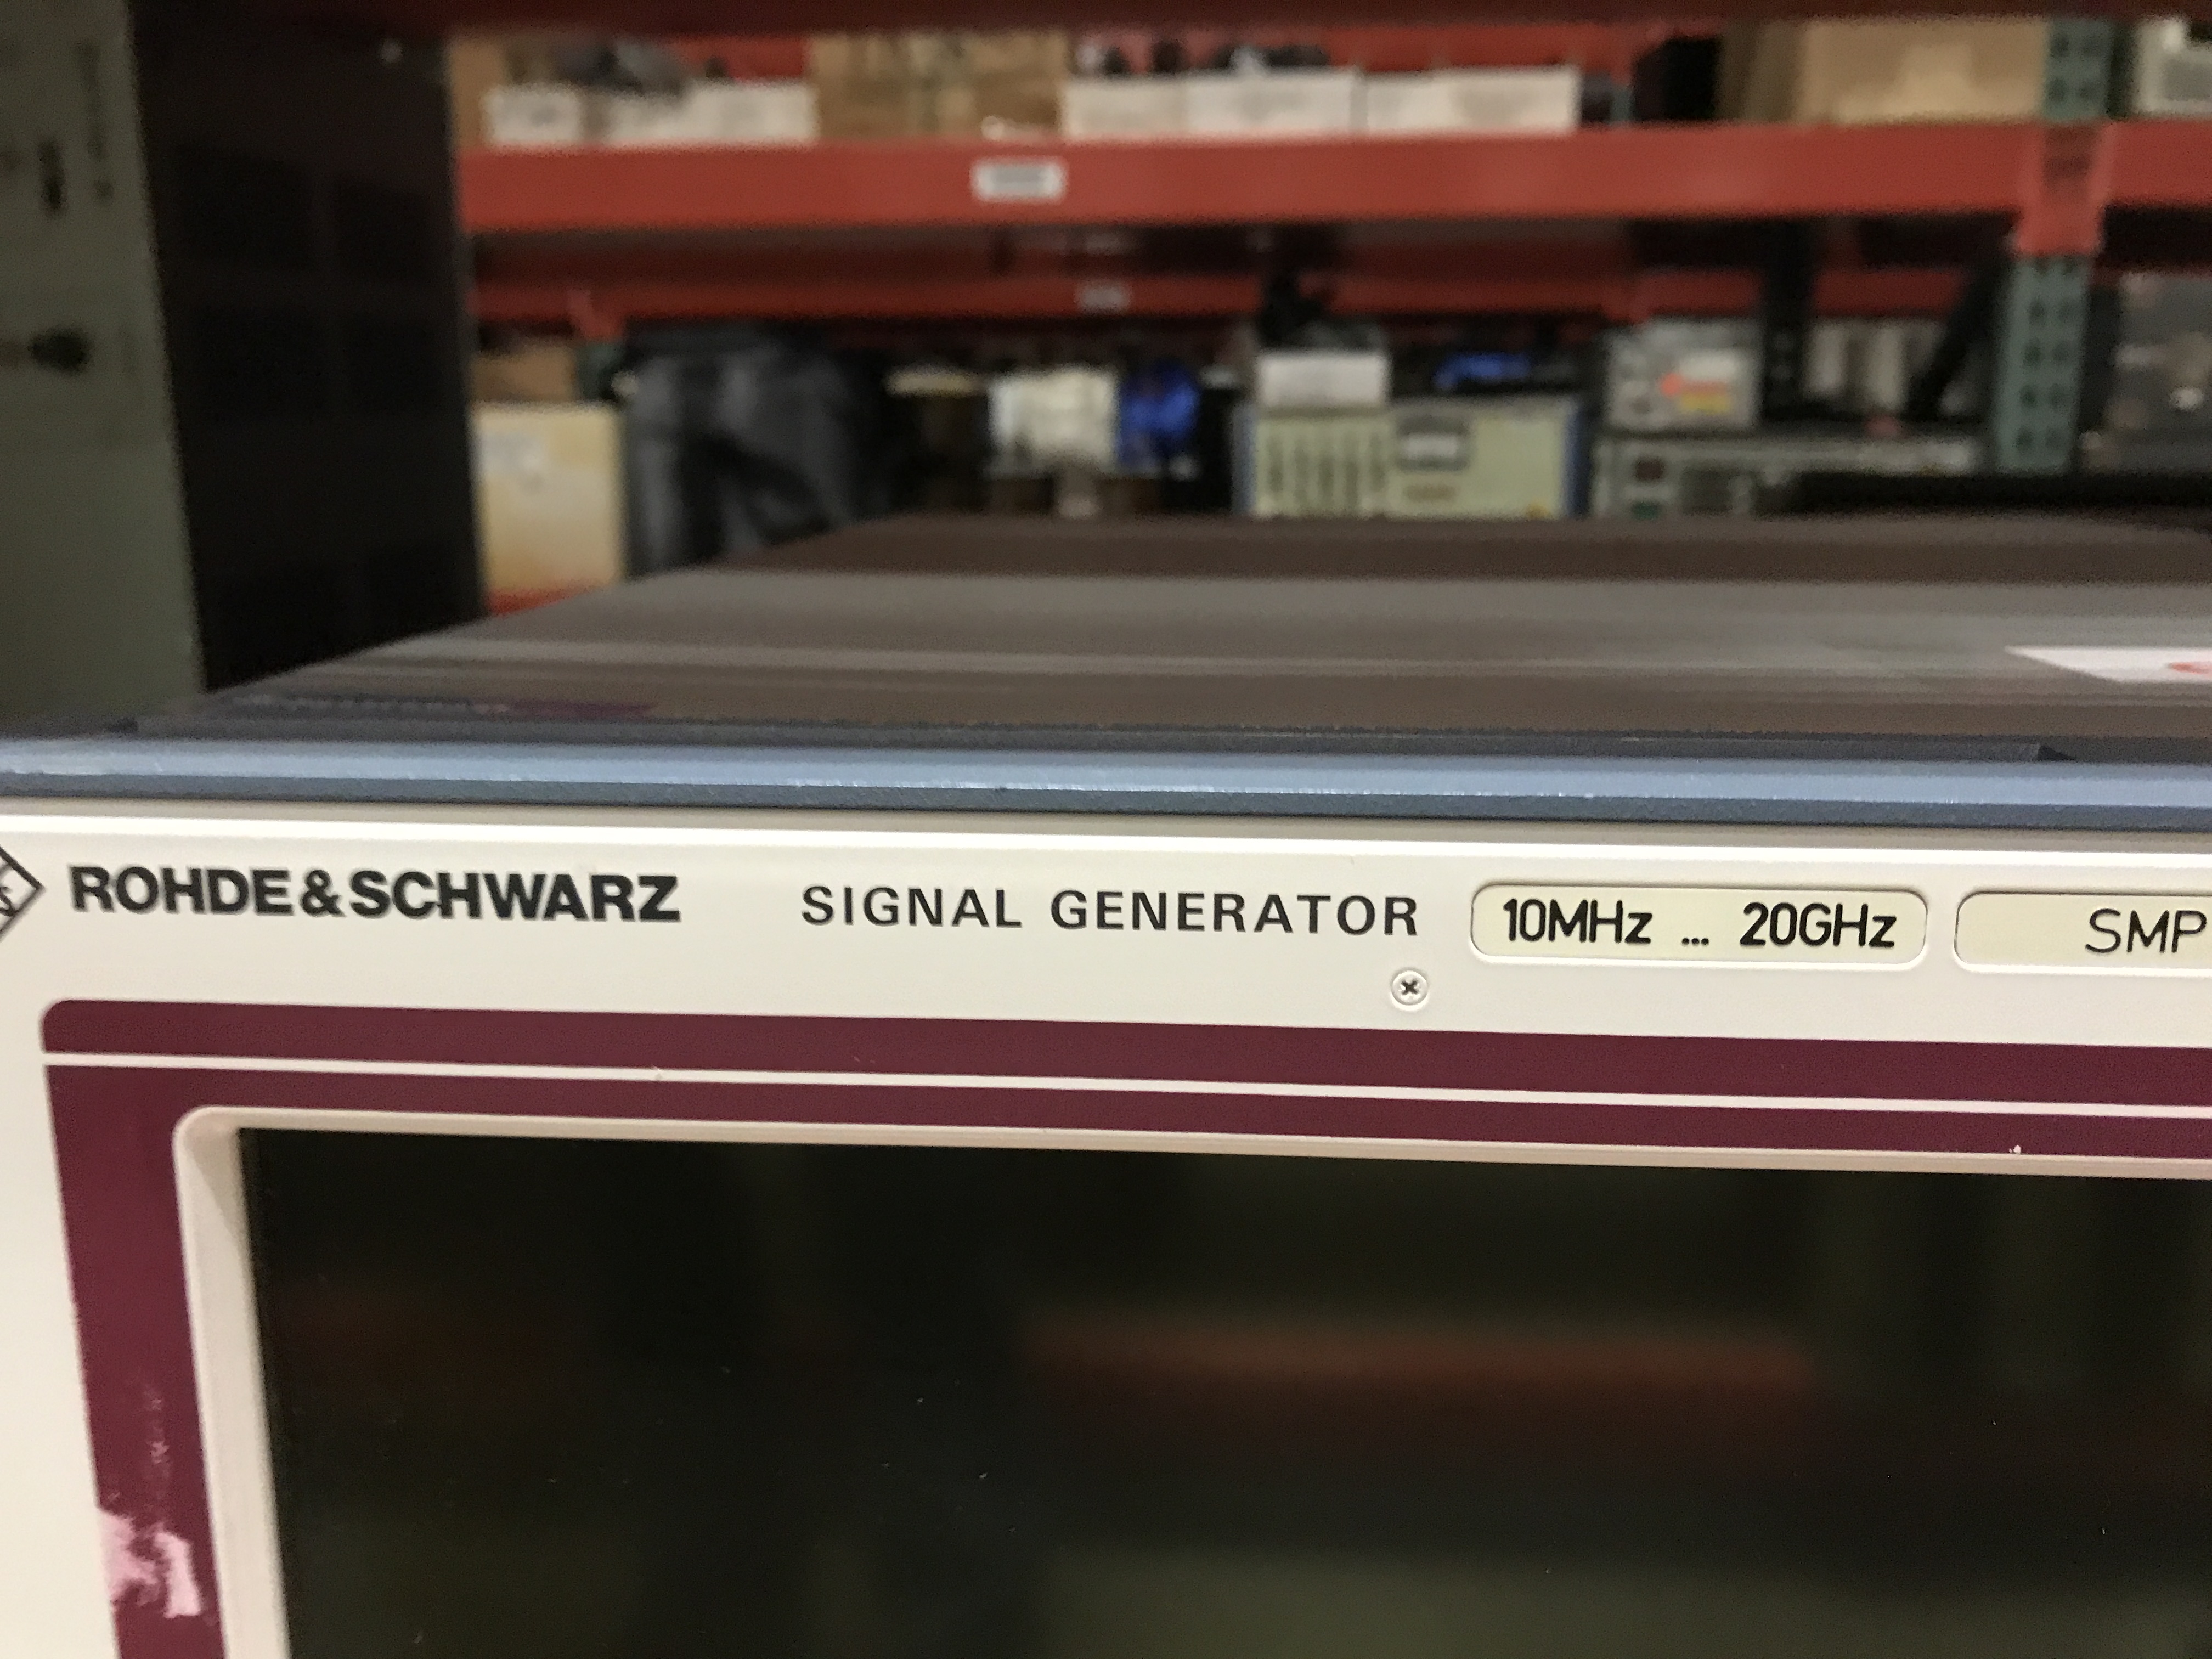 ROHDE&SCHWARZ SIGNAL GENERATOR 10MHz ... 20GHz SMP